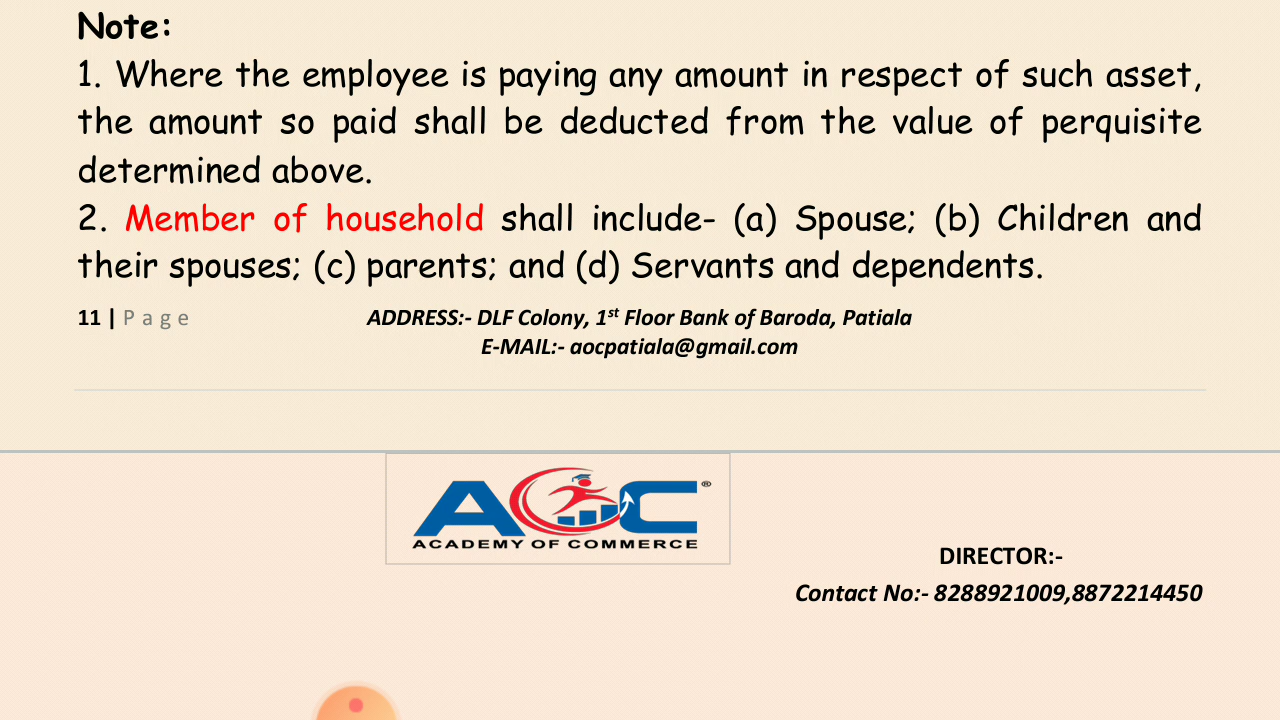 Note:
1. Where the employee is paying any amount in respect of such asset,
the amount so paid shall be deducted from the value of perquisite
determined above.
2. Member of household shall include- (a) Spouse; (b) Children and
their spouses; (c) parents; and (d) Servants and dependents.
11 | Page
ADDRESS:- DLF Colony, 1st Floor Bank of Baroda, Patiala
E-MAIL:- aocpatiala@gmail.com
AOC®
ACADEMY OF COMMERCE
DIRECTOR:-
Contact No:- 8288921009,8872214450